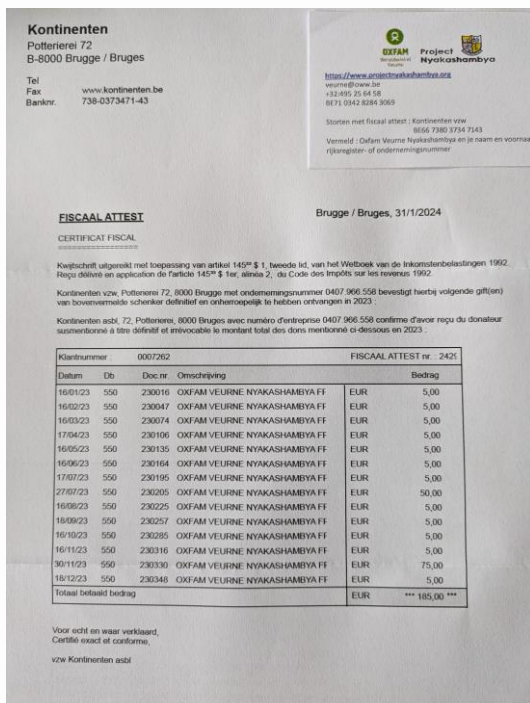 Kontinenten
Potterierei 72
B-8000 Brugge / Bruges
Tel
Fax www.kontinenten.be
Banknr. 738-0373471-43
OXFAM
Veurne
Project
Nyakashambya
https://www.projectnyakashambya.org
veurne@oww.be
+32495 25 64 58
BE71 0342 8284 3069
Storten met fiscaal attest : Kontinenten vzw
BE66 7380 3734 7143
Vermeld : Oxfam Veurne Nyakashambya en je naam en voornaa
rijksregister- of ondernemingsnummer
FISCAAL ATTEST
Brugge / Bruges, 31/1/2024
CERTIFICAT FISCAL
==================
Kwijtschrift uitgereikt met toepassing van artikel 145³³ $ 1, tweede lid, van het Wetboek van de Inkomstenbelastingen 1992.
Reçu délivré en application de l'article 145³³ $ 1er, alinéa 2, du Code des Impôts sur les revenus 1992.
Kontinenten vzw, Potterierei 72, 8000 Brugge met ondernemingsnummer 0407.966.558 bevestigt hierbij volgende gift(en)
van bovenvermelde schenker definitief en onherroepelijk te hebben ontvangen in 2023 :
Kontinenten asbl, 72, Potterierei, 8000 Bruges avec numéro d'entreprise 0407.966.558 confirme d'avoir reçu du donateur
susmentionné à titre définitif et irrévocable le montant total des dons mentionné ci-dessous en 2023 :
Klantnummer : 0007262 FISCAAL ATTEST nr. : 242
Datum Db Doc.nr. Omschrijving Bedrag
16/01/23 550 230016 OXFAM VEURNE NYAKASHAMBYA FF EUR 5,00
16/02/23 550 230047 OXFAM VEURNE NYAKASHAMBYA FF EUR 5,00
16/03/23 550 230074 OXFAM VEURNE NYAKASHAMBYA FF EUR 5,00
17/04/23 550 230106 OXFAM VEURNE NYAKASHAMBYA FF EUR 5,00
16/05/23 550 230135 OXFAM VEURNE NYAKASHAMBYA FF EUR 5,00
16/06/23 550 230164 OXFAM VEURNE NYAKASHAMBYA FF EUR 5,00
17/07/23 550 230195 OXFAM VEURNE NYAKASHAMBYA FF EUR 5,00
27/07/23 550 230205 OXFAM VEURNE NYAKASHAMBYA FF EUR 50,00
16/08/23 550 230225 OXFAM VEURNE NYAKASHAMBYA FF EUR 5,00
18/09/23 550 230257 OXFAM VEURNE NYAKASHAMBYA FF EUR 5,00
16/10/23 550 230285 OXFAM VEURNE NYAKASHAMBYA FF EUR 5,00
16/11/23 550 230316 OXFAM VEURNE NYAKASHAMBYA FF EUR 5,00
30/11/23 550 230330 OXFAM VEURNE NYAKASHAMBYA FF EUR 75,00
18/12/23 550 230348 OXFAM VEURNE NYAKASHAMBYA FF EUR 5,00
Totaal betaald bedrag EUR *** 185,00 ***
Voor echt en waar verklaard,
Certifié exact et conforme,
vzw Kontinenten asbl